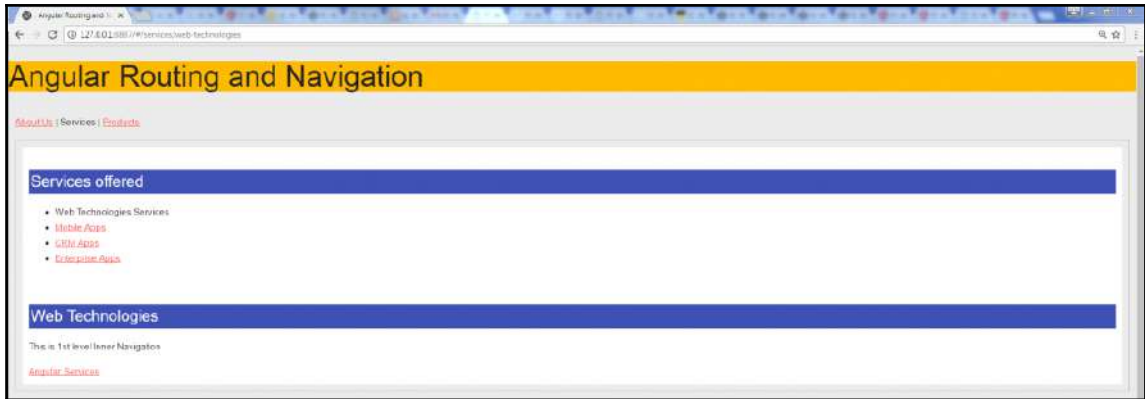 Angular Routing and
127.0.0.1 /#/services/web-technologies
Angular Routing and Navigation
About Us | Services | Products
Services offered
Web Technologies Services
Mobile Apps
CRM Apps
Enterprise Apps
Web Technologies
This is 1st level Inner Navigation
Angular Services